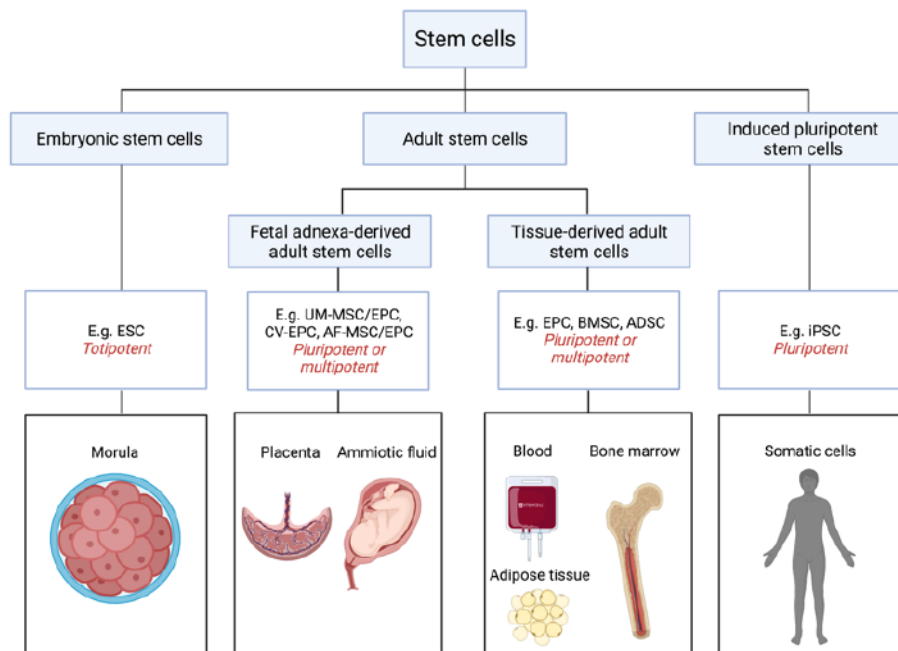 Stem cells
Embryonic stem cells
Adult stem cells
Induced pluripotent
stem cells
Fetal adnexa-derived
adult stem cells
Tissue-derived adult
stem cells
E.g. ESC
Totipotent
E.g. UM-MSC/EPC,
CV-EPC, AF-MSC/EPC
Pluripotent or
multipotent
E.g. EPC, BMSC, ADSC
Pluripotent or
multipotent
E.g. iPSC
Pluripotent
Morula
Placenta
Ammiotic fluid
Blood
Bone marrow
Adipose tissue
Somatic cells